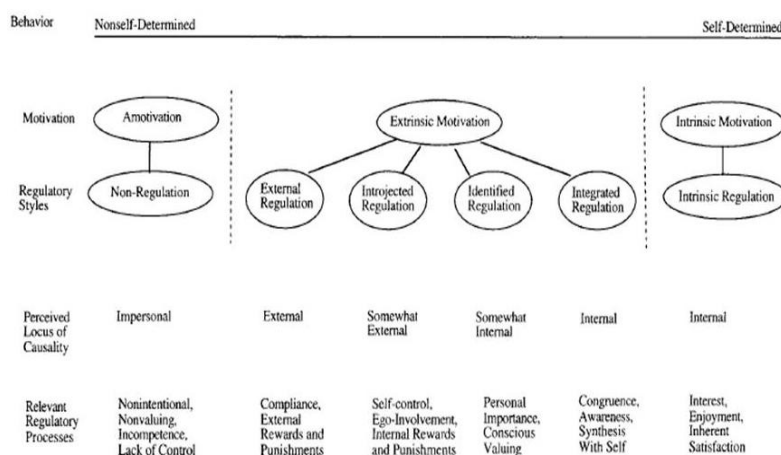 Behavior Nonself-Determined Self-Determined
Motivation Amotivation Extrinsic Motivation Intrinsic Motivation
Regulatory
Styles
Non-Regulation
External
Regulation
Introjected
Regulation
Identified
Regulation
Integrated
Regulation
Intrinsic Regulation
Perceived
Locus of
Causality
Impersonal
External
Somewhat
External
Somewhat
Internal
Internal
Internal
Relevant
Regulatory
Processes
Nonintentional,
Nonvaluing,
Incompetence,
Lack of Control
Compliance,
External
Rewards and
Punishments
Self-control,
Ego-Involvement,
Internal Rewards
and Punishments
Personal
Importance,
Conscious
Valuing
Congruence,
Awareness,
Synthesis
With Self
Interest,
Enjoyment,
Inherent
Satisfaction